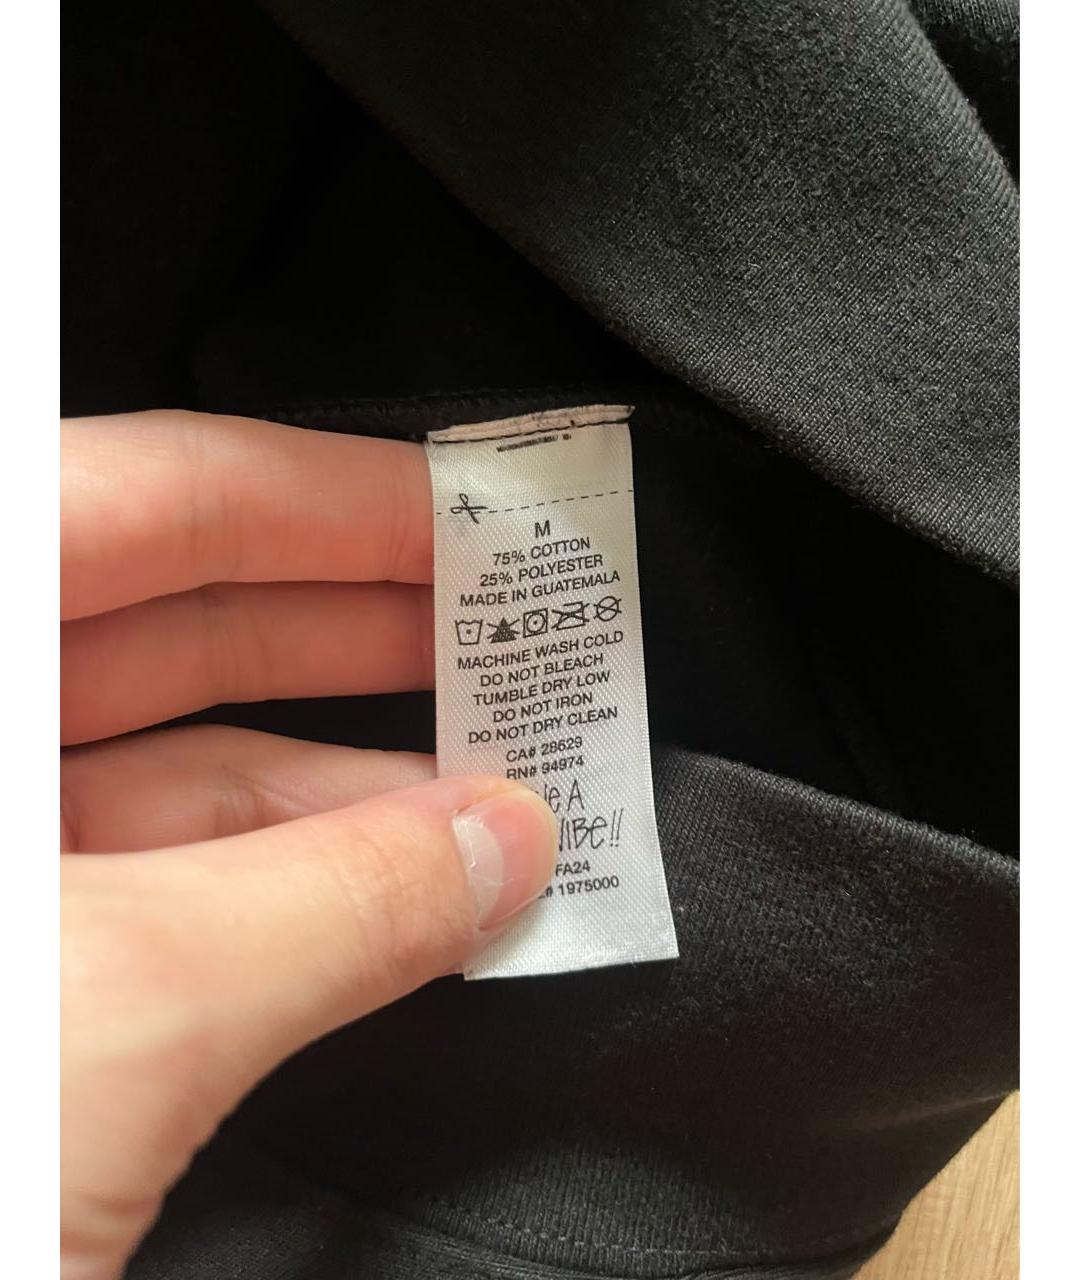 M
75% COTTON
25% POLYESTER
MADE IN GUATEMALA
MACHINE WASH COLD
DO NOT BLEACH
TUMBLE DRY LOW
DO NOT IRON
DO NOT DRY CLEAN
CA# 28629
RN# 94974
A
VIBE!!
FA24
# 1975000